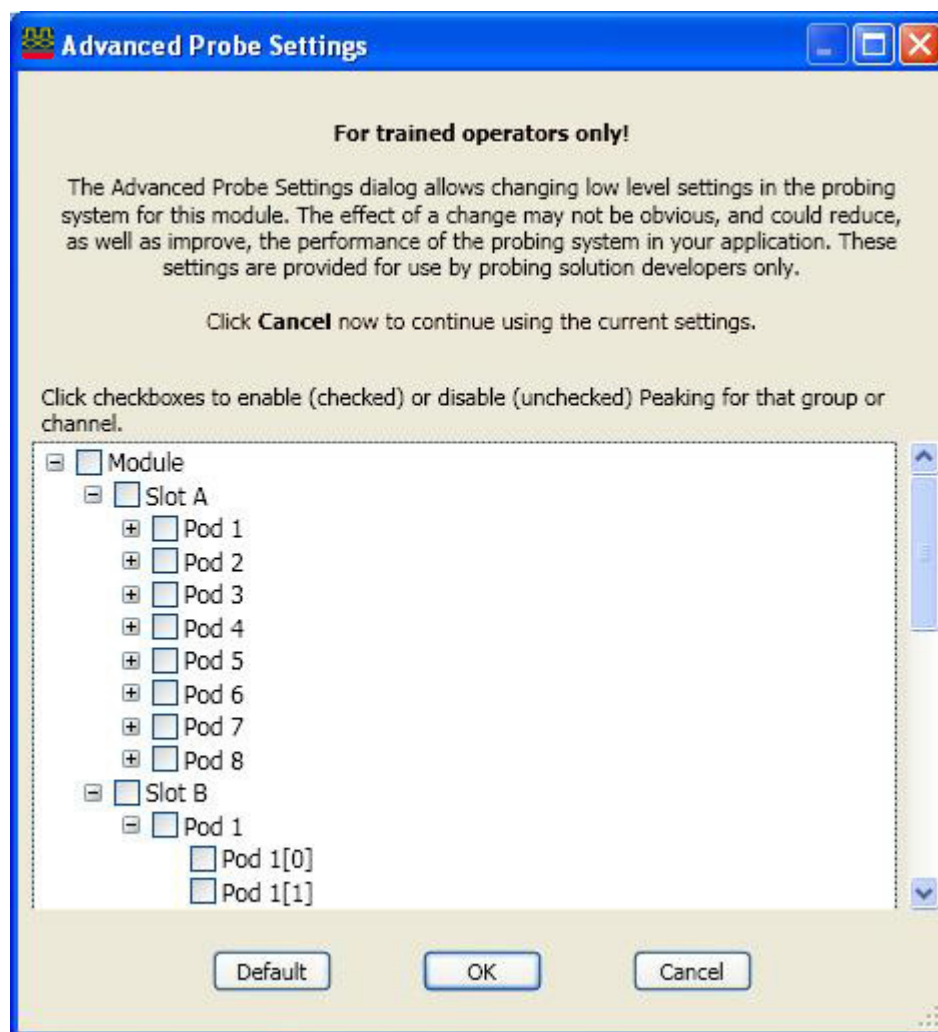 Advanced Probe Settings
For trained operators only!
The Advanced Probe Settings dialog allows changing low level settings in the probing
system for this module. The effect of a change may not be obvious, and could reduce,
as well as improve, the performance of the probing system in your application. These
settings are provided for use by probing solution developers only.
Click Cancel now to continue using the current settings.
Click checkboxes to enable (checked) or disable (unchecked) Peaking for that group or
channel.
Module
Slot A
Pod 1
Pod 2
Pod 3
Pod 4
Pod 5
Pod 6
Pod 7
Pod 8
Slot B
Pod 1
Pod 1[0]
Pod 1[1]
Default OK Cancel